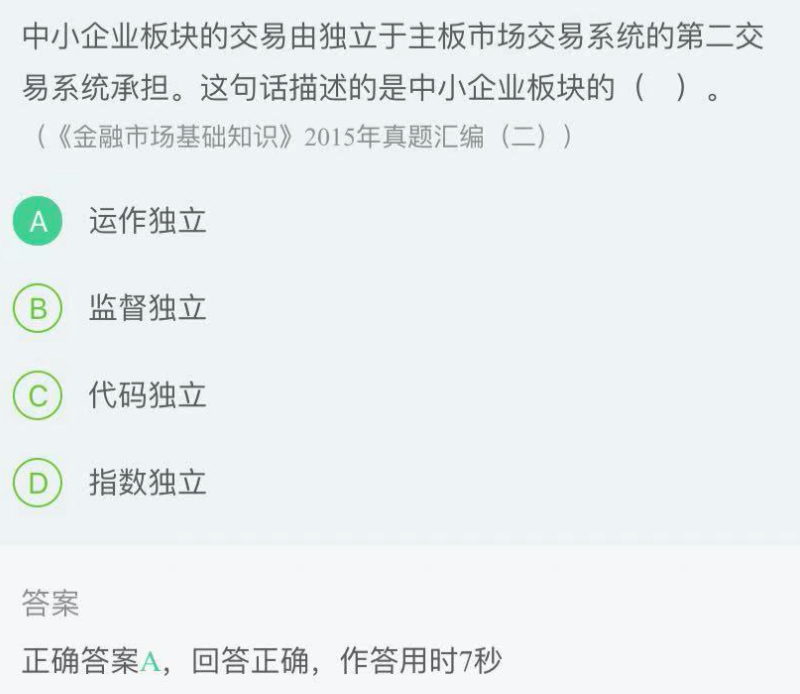 中小企业板块的交易由独立于主板市场交易系统的第二交
易系统承担。这句话描述的是中小企业板块的（　）。
（《金融市场基础知识》2015年真题汇编（二））
A 运作独立
B 监督独立
C 代码独立
D 指数独立
答案
正确答案A，回答正确，作答用时7秒